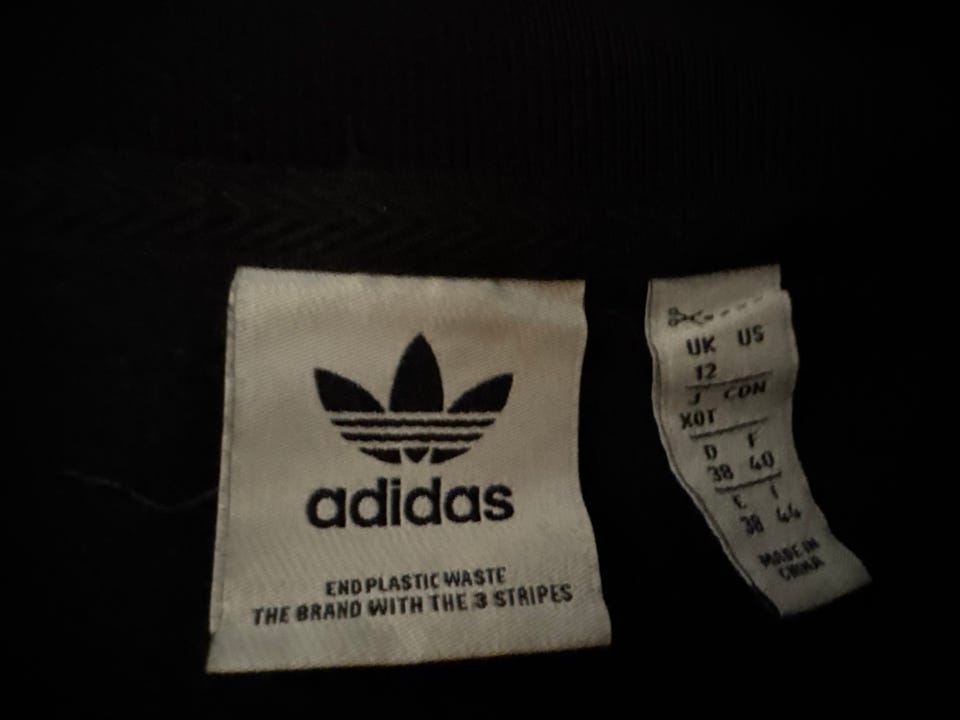 adidas
END PLASTIC WASTE
THE BRAND WITH THE 3 STRIPES
UK US
12
J CDN
XOT
D F
38 40
E I
38 44
MADE IN
CHINA